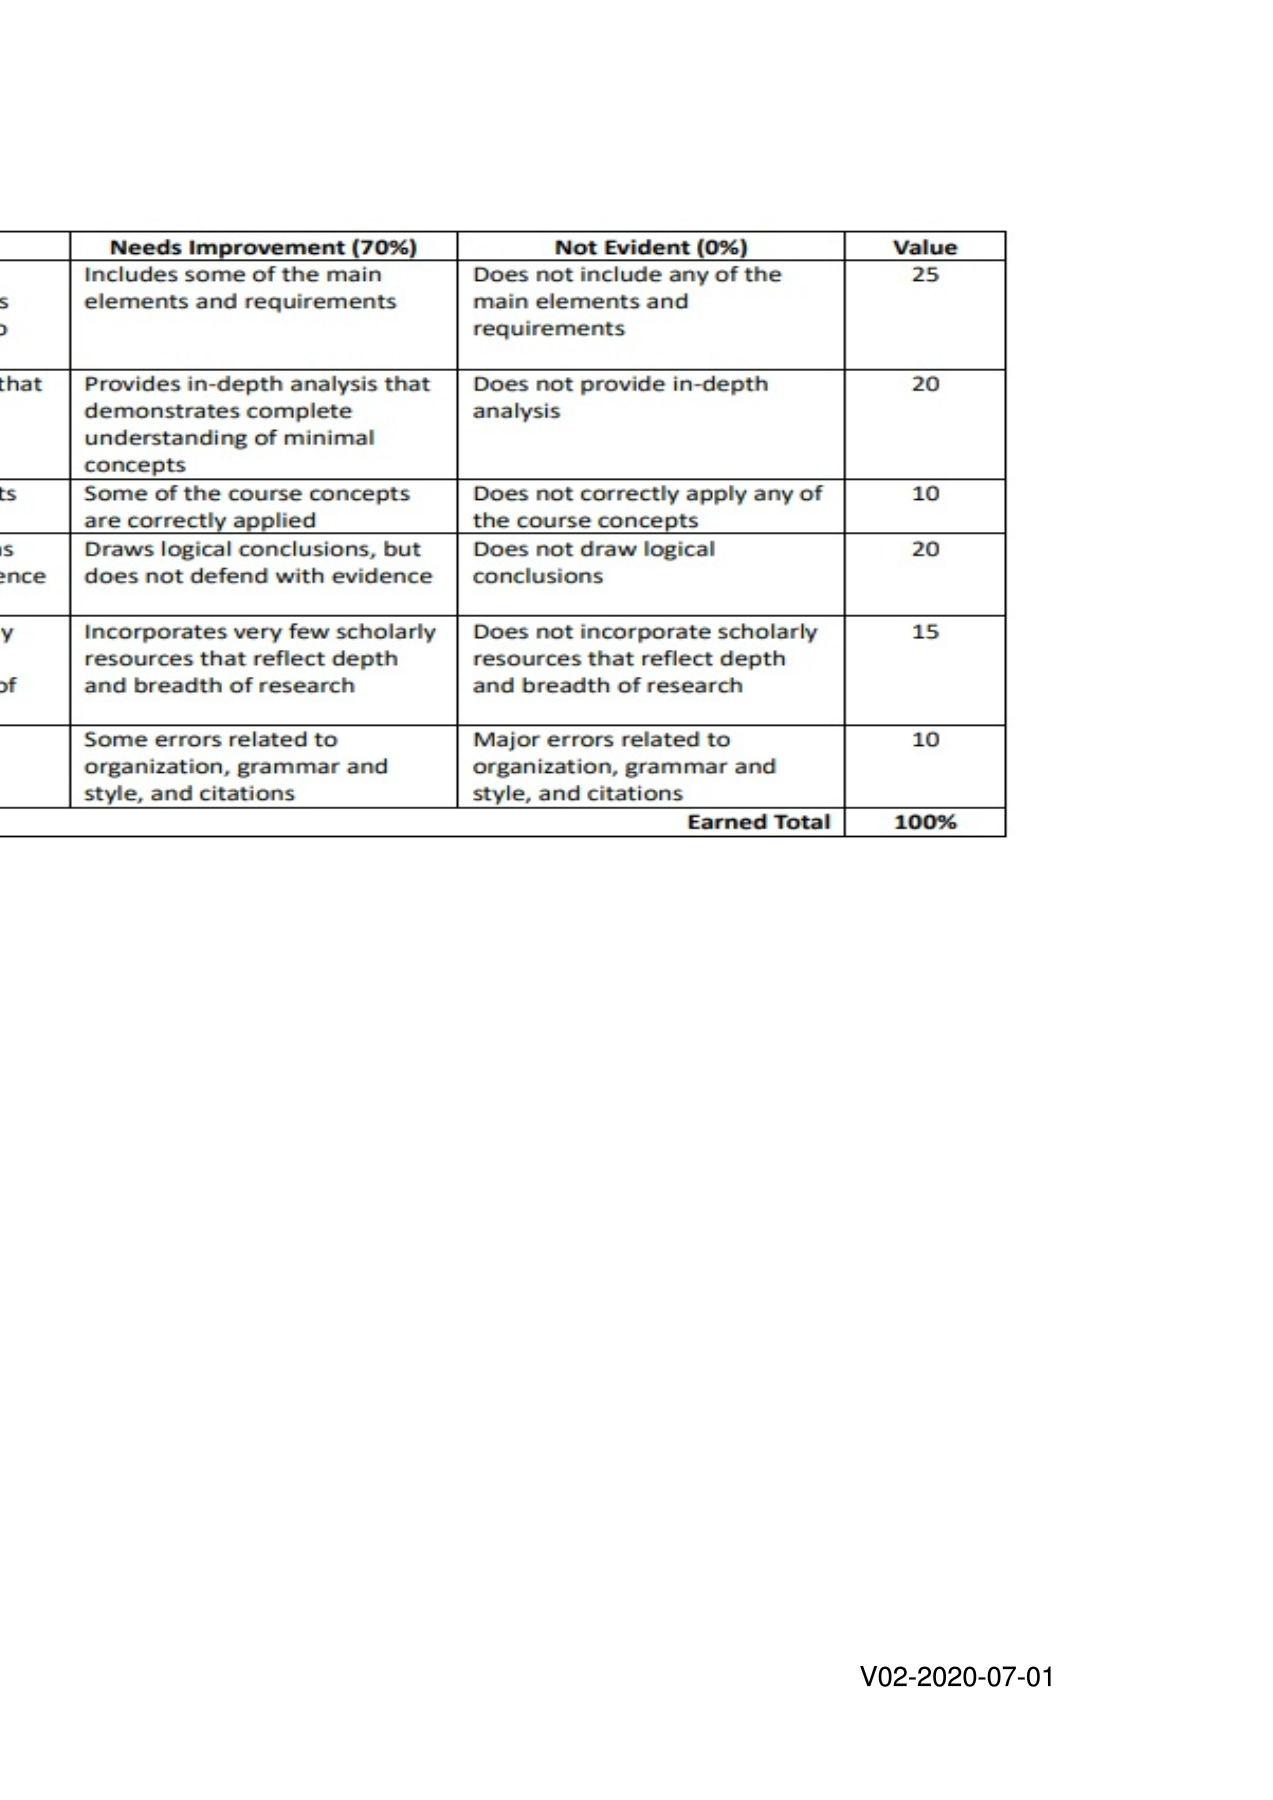 Needs Improvement (70%) Not Evident (0%) Value
Includes some of the main Does not include any of the 25
s elements and requirements main elements and
requirements
that Provides in-depth analysis that Does not provide in-depth 20
demonstrates complete analysis
understanding of minimal
concepts
ts Some of the course concepts Does not correctly apply any of 10
are correctly applied the course concepts
s Draws logical conclusions, but Does not draw logical 20
ence does not defend with evidence conclusions
y Incorporates very few scholarly Does not incorporate scholarly 15
resources that reflect depth resources that reflect depth
of and breadth of research and breadth of research
Some errors related to Major errors related to 10
organization, grammar and organization, grammar and
style, and citations style, and citations
Earned Total 100%
V02-2020-07-01